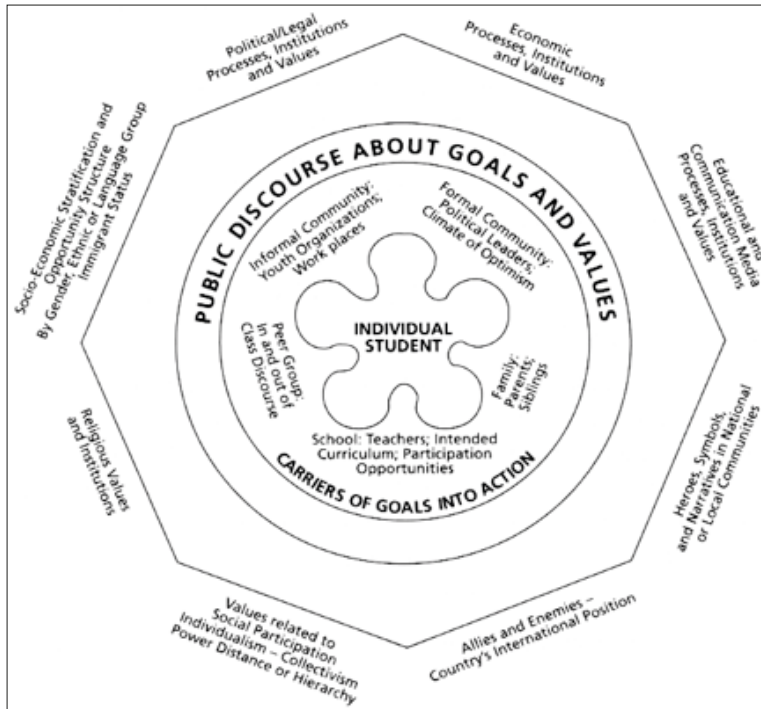 Political/Legal
Processes, Institutions
and Values
Economic
Processes, Institutions
and Values
Socio-Economic Stratification and
Opportunity Structure
By Gender, Ethnic or Language Group
Immigrant Status
Educational and
Communication Media
Processes, Institutions
and Values
PUBLIC DISCOURSE ABOUT GOALS AND VALUES
Informal Community:
Youth Organizations;
Work places
Formal Community:
Political Leaders;
Climate of Optimism
INDIVIDUAL
STUDENT
Peer Group:
In and out of
Class Discourse
Family:
Parents;
Siblings
School: Teachers; Intended
Curriculum; Participation
Opportunities
CARRIERS OF GOALS INTO ACTION
Religious Values
and Institutions
Heroes, Symbols,
and Narratives in National
or Local Communities
Values related to
Social Participation
Individualism – Collectivism
Power Distance or Hierarchy
Allies and Enemies –
Country's International Position